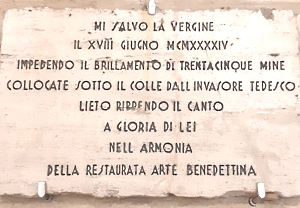 MI SALVO LA VERGINE
IL XVIII GIUGNO MCMXXXXIV
IMPEDENDO IL BRILLAMENTO DI TRENTACINQUE MINE
COLLOCATE SOTTO IL COLLE DALL INVASORE TEDESCO
LIETO RIPRENDO IL CANTO
A GLORIA DI LEI
NELL ARMONIA
DELLA RESTAURATA ARTE BENEDETTINA